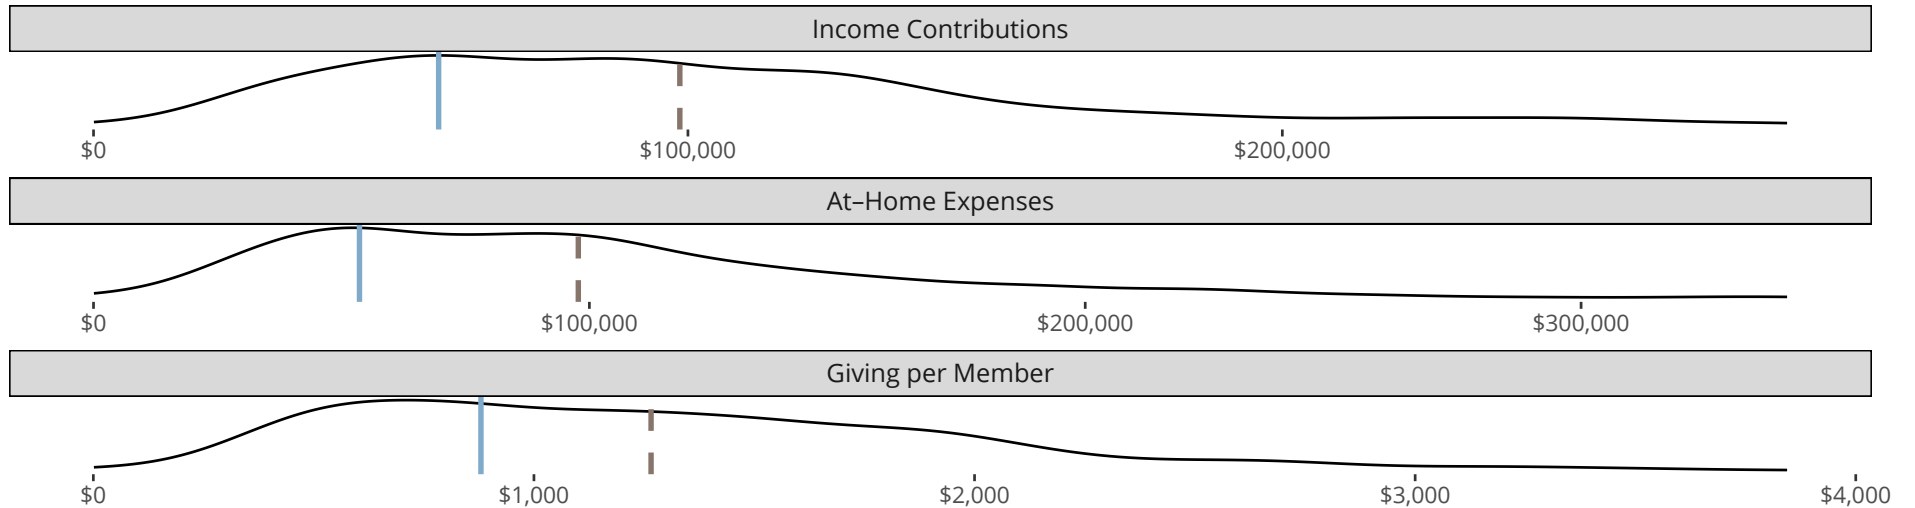 Income Contributions
$0 $100,000 $200,000
At–Home Expenses
$0 $100,000 $200,000 $300,000
Giving per Member
$0 $1,000 $2,000 $3,000 $4,000